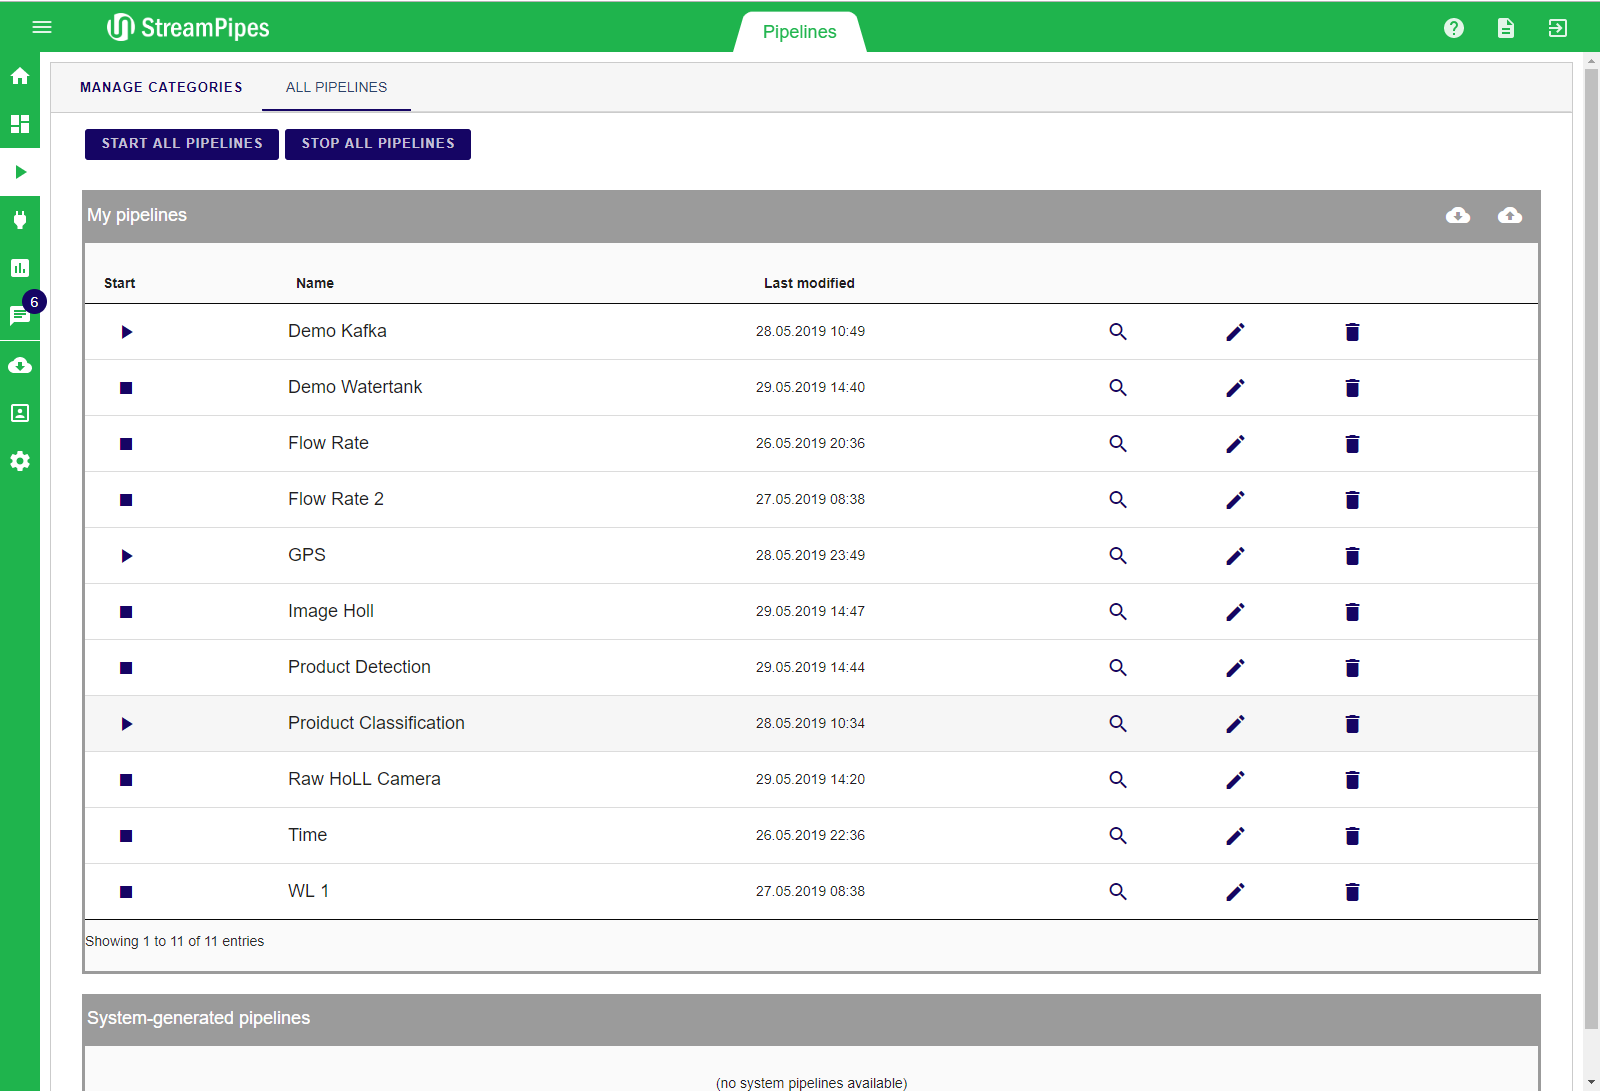 StreamPipes
Pipelines
MANAGE CATEGORIES ALL PIPELINES
START ALL PIPELINES STOP ALL PIPELINES
My pipelines
Start Name Last modified
Demo Kafka 28.05.2019 10:49
Demo Watertank 29.05.2019 14:40
6
Flow Rate 26.05.2019 20:36
Flow Rate 2 27.05.2019 08:38
GPS 28.05.2019 23:49
Image Holl 29.05.2019 14:47
Product Detection 29.05.2019 14:44
Proiduct Classification 28.05.2019 10:34
Raw HoLL Camera 29.05.2019 14:20
Time 26.05.2019 22:36
WL 1 27.05.2019 08:38
Showing 1 to 11 of 11 entries
System-generated pipelines
(no system pipelines available)